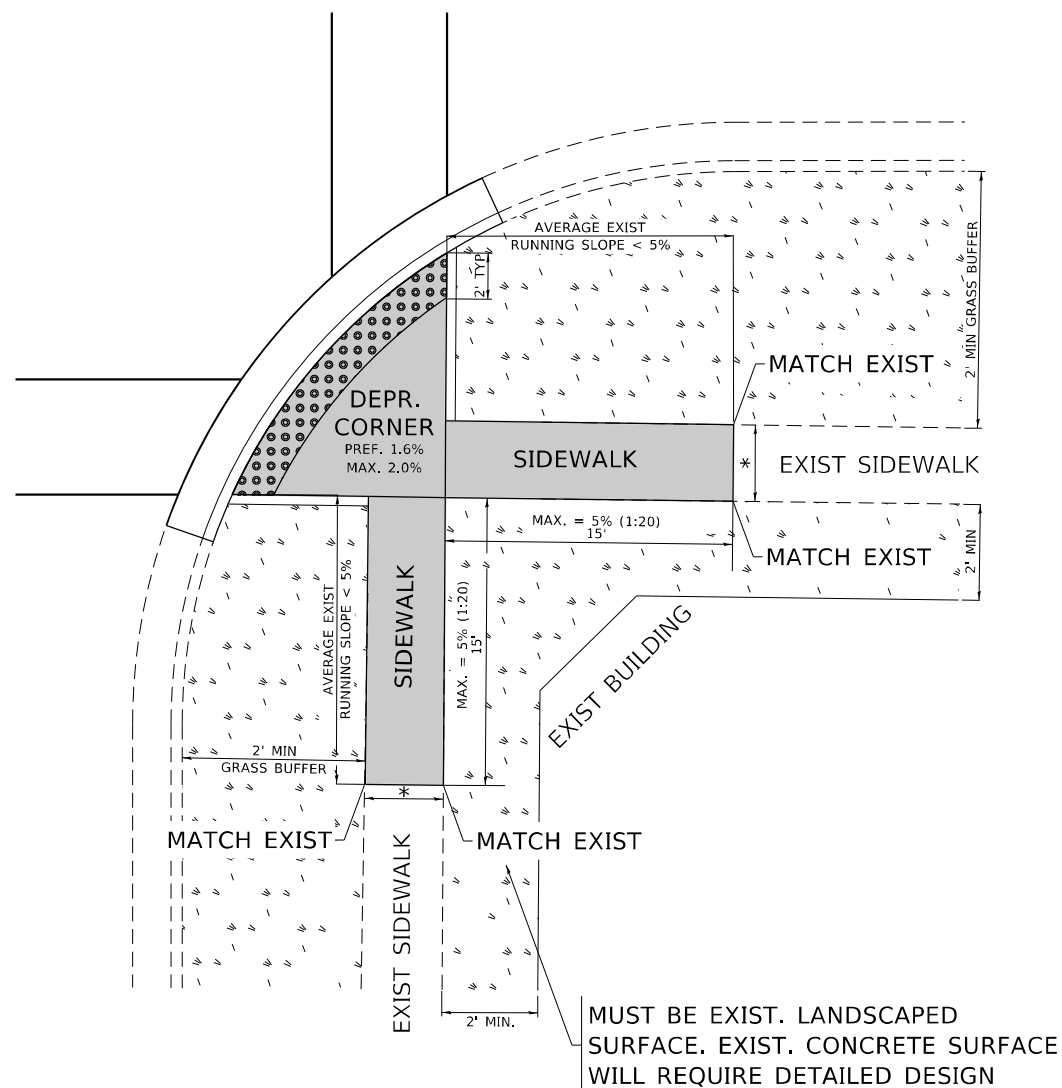 AVERAGE EXIST
RUNNING SLOPE < 5%
2' TYP
2' MIN GRASS BUFFER
MATCH EXIST
DEPR.
CORNER
PREF. 1.6%
MAX. 2.0%
SIDEWALK
*
EXIST SIDEWALK
MAX. = 5% (1:20)
15'
MATCH EXIST
2' MIN
AVERAGE EXIST
RUNNING SLOPE < 5%
SIDEWALK
MAX. = 5% (1:20)
15'
EXIST BUILDING
2' MIN
GRASS BUFFER
*
MATCH EXIST
MATCH EXIST
EXIST SIDEWALK
2' MIN.
MUST BE EXIST. LANDSCAPED
SURFACE. EXIST. CONCRETE SURFACE
WILL REQUIRE DETAILED DESIGN